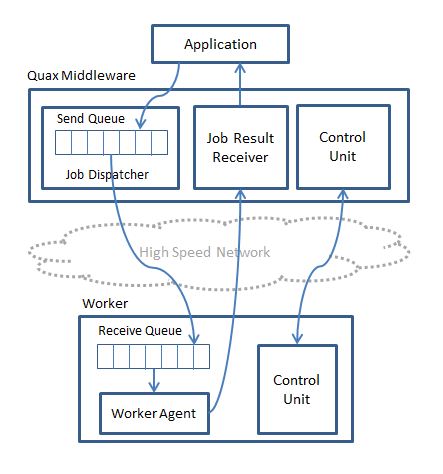 Application
Quax Middleware
Send Queue
Job Dispatcher
Job Result
Receiver
Control
Unit
High Speed Network
Worker
Receive Queue
Worker Agent
Control
Unit